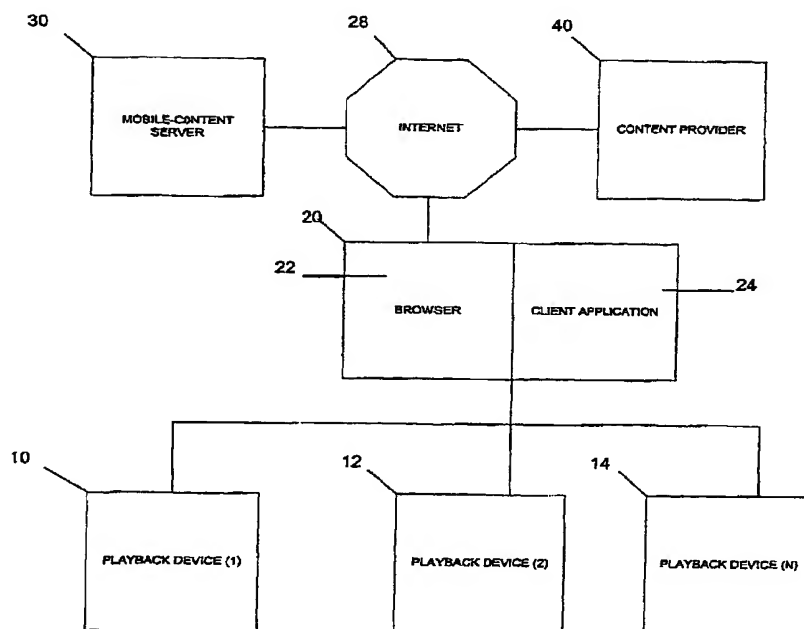 30
28
40
MOBILE-CONTENT
SERVER
INTERNET
CONTENT PROVIDER
20
22
24
BROWSER
CLIENT APPLICATION
10
12
14
PLAYBACK DEVICE (1)
PLAYBACK DEVICE (2)
PLAYBACK DEVICE (N)